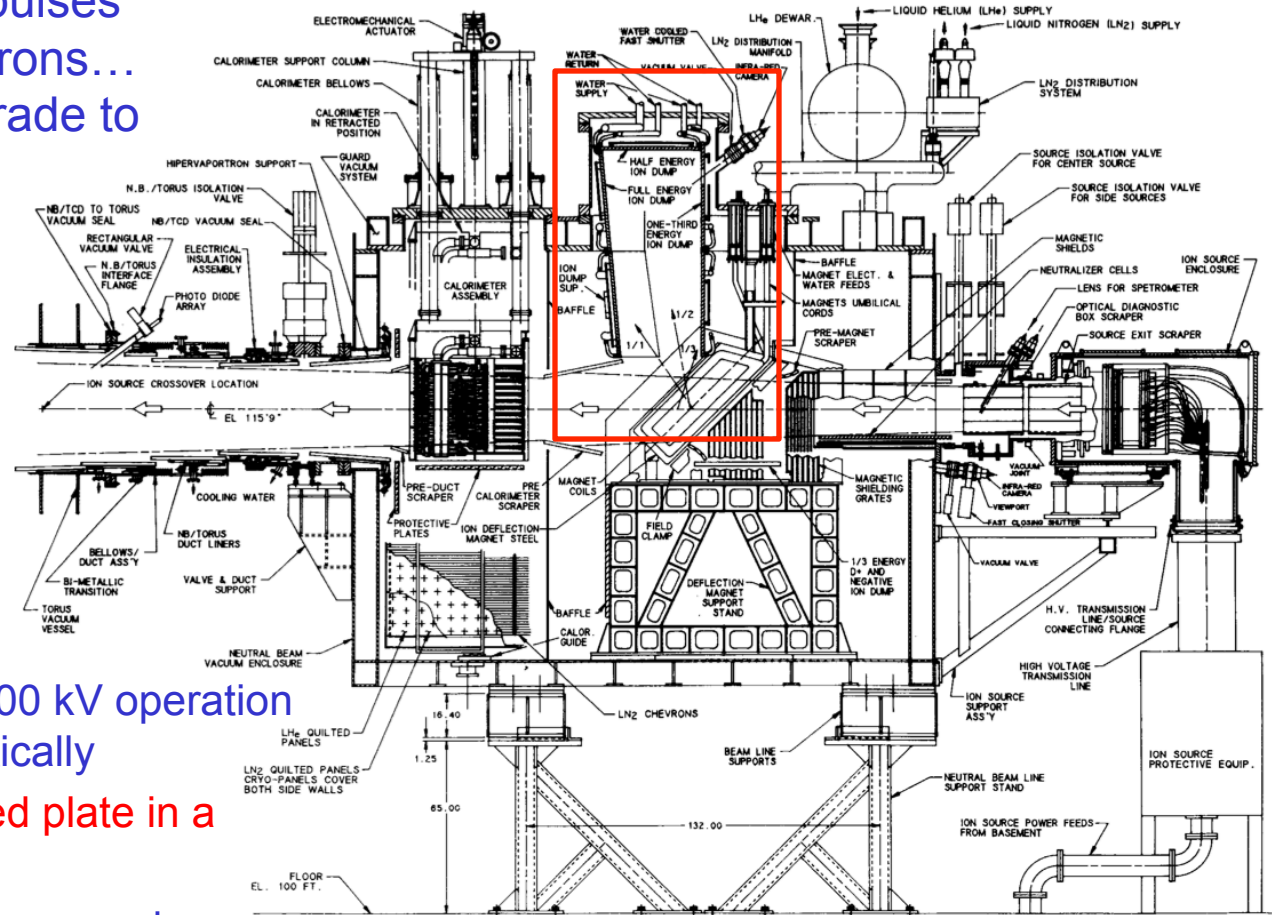 pulses
rons…
rade to
00 kV operation
ically
ed plate in a
ELECTROMECHANICAL
ACTUATOR
CALORIMETER SUPPORT COLUMN
CALORIMETER BELLOWS
CALORIMETER
IN RETRACTED
POSITION
HIPERVAPORTRON SUPPORT
GUARD
VACUUM
SYSTEM
N.B./TORUS ISOLATION
VALVE
NB/TCD TO TORUS
VACUUM SEAL
NB/TCD VACUUM SEAL
RECTANGULAR
VACUUM VALVE
N.B/TORUS
INTERFACE
FLANGE
ELECTRICAL
INSULATION
ASSEMBLY
PHOTO DIODE
ARRAY
ION SOURCE CROSSOVER LOCATION
EL 115'9"
COOLING WATER
NB/TORUS
DUCT LINERS
BELLOWS/
DUCT ASS'Y
BI-METALLIC
TRANSITION
TORUS
VACUUM
VESSEL
VALVE & DUCT
SUPPORT
NEUTRAL BEAM
VACUUM ENCLOSURE
LHe QUILTED
PANELS
LN2 QUILTED PANELS
CRYO-PANELS COVER
BOTH SIDE WALLS
FLOOR
EL. 100 FT.
WATER COOLED
FAST SHUTTER
WATER
RETURN
VACUUM VALVE
WATER
SUPPLY
INFRA-RED
CAMERA
LHe DEWAR.
LN2 DISTRIBUTION
MANIFOLD
LIQUID HELIUM (LHe) SUPPLY
LIQUID NITROGEN (LN2) SUPPLY
LN2 DISTRIBUTION
SYSTEM
HALF ENERGY
ION DUMP
FULL ENERGY
ION DUMP
ONE-THIRD
ENERGY
ION DUMP
ION
DUMP
SUP.
1/1
1/2
1/3
CALORIMETER
ASSEMBLY
BAFFLE
BAFFLE
MAGNET ELECT. &
WATER FEEDS
MAGNETS UMBILICAL
CORDS
PRE-MAGNET
SCRAPER
SOURCE ISOLATION VALVE
FOR CENTER SOURCE
SOURCE ISOLATION VALVE
FOR SIDE SOURCES
MAGNETIC
SHIELDS
NEUTRALIZER CELLS
ION SOURCE
ENCLOSURE
LENS FOR SPETROMETER
OPTICAL DIAGNOSTIC
BOX SCRAPER
SOURCE EXIT SCRAPER
PRE-DUCT
SCRAPER
PROTECTIVE
PLATES
PRE
CALORIMETER
SCRAPER
MAGNET
COILS
ION DEFLECTION
MAGNET STEEL
FIELD
CLAMP
MAGNETIC
SHIELDING
GRATES
VACUUM
JOINT
INFRA-RED
CAMERA
VIEWPORT
FAST CLOSING SHUTTER
VACUUM VALVE
1/3 ENERGY
D+ AND
NEGATIVE
ION DUMP
DEFLECTION
MAGNET
SUPPORT
STAND
BAFFLE
CALOR.
GUIDE
LN2 CHEVRONS
16.40
1.25
65.00
132.00
BEAM LINE
SUPPORTS
NEUTRAL BEAM LINE
SUPPORT STAND
H.V. TRANSMISSION
LINE/SOURCE
CONNECTING FLANGE
HIGH VOLTAGE
TRANSMISSION
LINE
ION SOURCE
SUPPORT
ASS'Y
ION SOURCE
PROTECTIVE EQUIP.
ION SOURCE POWER FEEDS
FROM BASEMENT